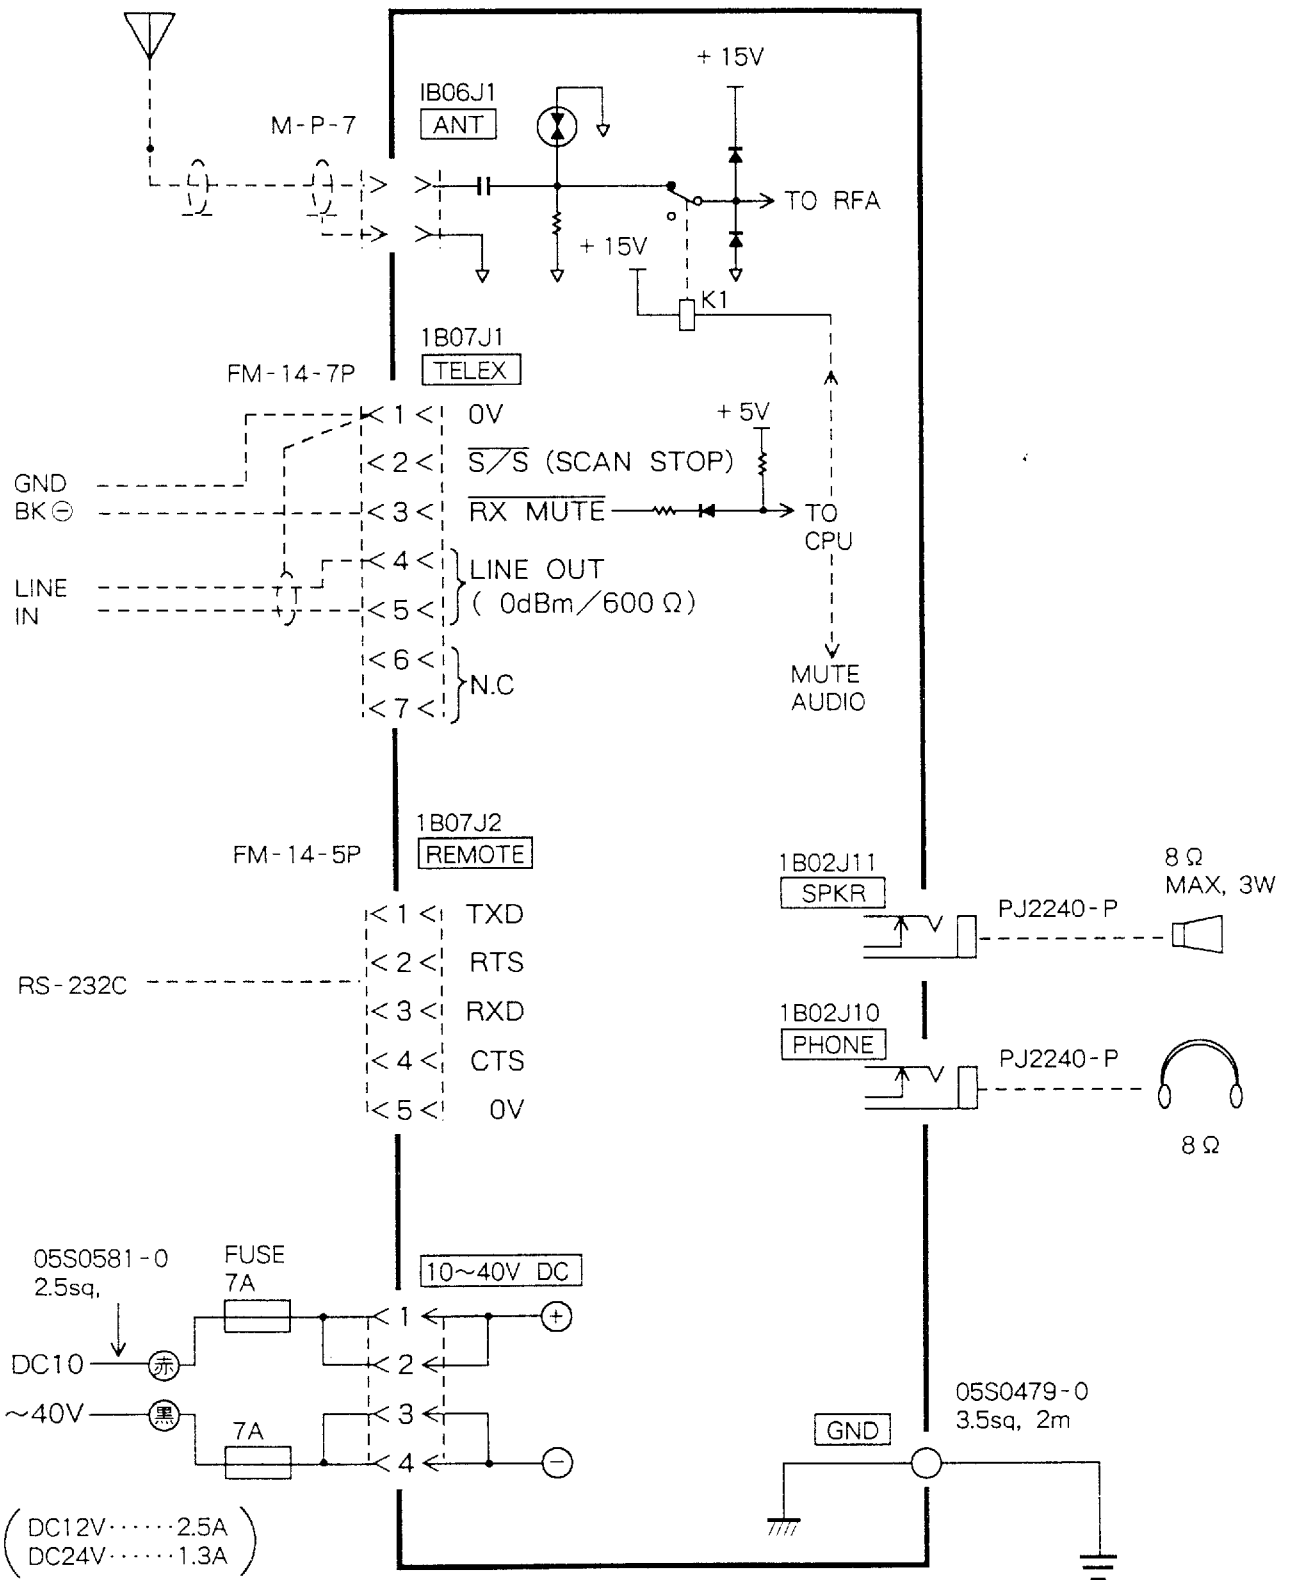 +15V
IB06J1
ANT
M-P-7
TO RFA
+15V
K1
1B07J1
TELEX
FM-14-7P
1 0V
+5V
2 S/S (SCAN STOP)
GND
BK⊖
3 RX MUTE
TO
CPU
4
LINE OUT
LINE
IN
(0dBm/600Ω)
5
6
N.C
7
MUTE
AUDIO
1B07J2
REMOTE
FM-14-5P
1 TXD
2 RTS
RS-232C
3 RXD
4 CTS
5 0V
1B02J11
SPKR
8Ω
MAX, 3W
PJ2240-P
1B02J10
PHONE
PJ2240-P
8Ω
05S0581-0
2.5sq,
FUSE
7A
10~40V DC
1 +
DC10 赤
2
~40V 黒
3
7A
4 −
05S0479-0
3.5sq, 2m
GND
DC12V······2.5A
DC24V······1.3A